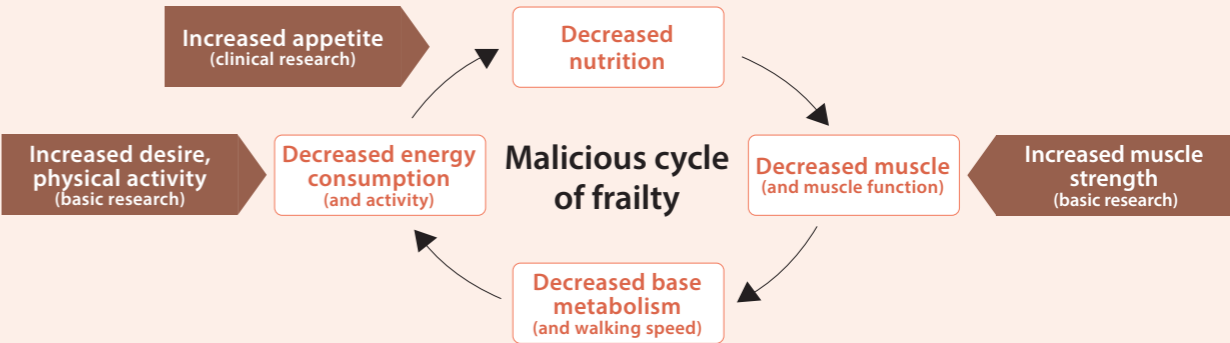 Increased appetite
(clinical research)
Decreased
nutrition
Increased desire,
physical activity
(basic research)
Decreased energy
consumption
(and activity)
Malicious cycle
of frailty
Decreased muscle
(and muscle function)
Increased muscle
strength
(basic research)
Decreased base
metabolism
(and walking speed)